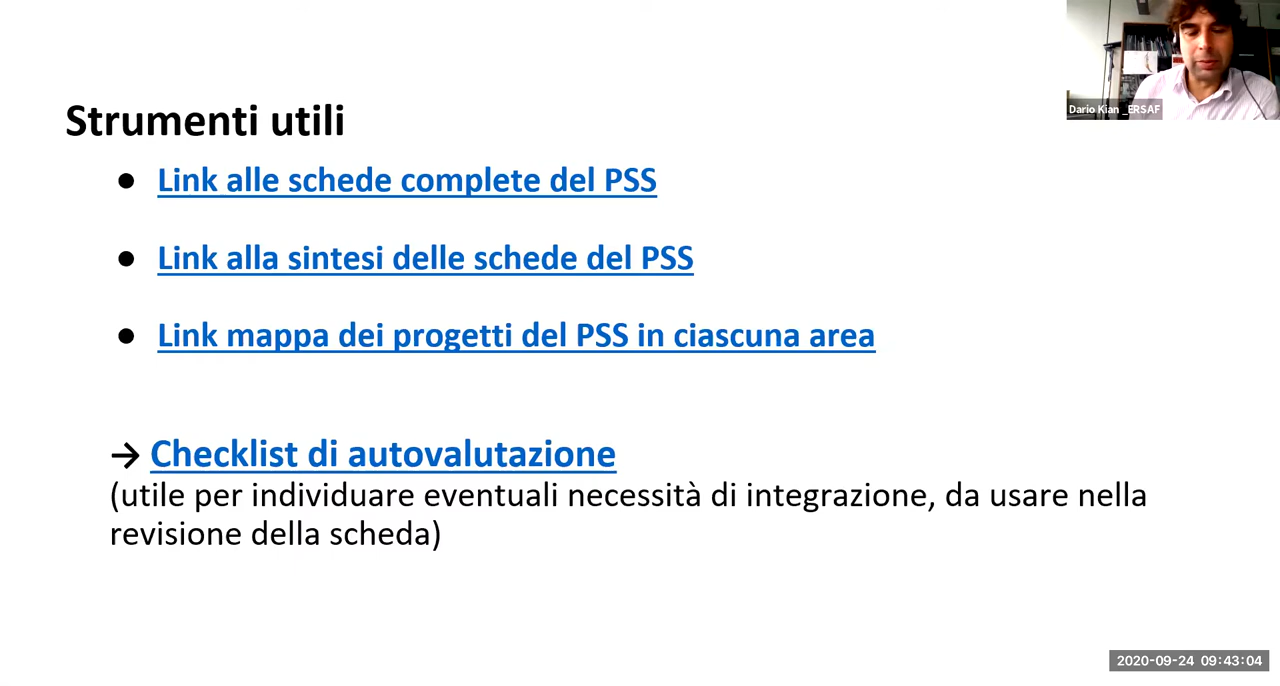 Dario Kian _ERSAF
Strumenti utili
● Link alle schede complete del PSS
● Link alla sintesi delle schede del PSS
● Link mappa dei progetti del PSS in ciascuna area
→ Checklist di autovalutazione
(utile per individuare eventuali necessità di integrazione, da usare nella
revisione della scheda)
2020-09-24 09:43:04